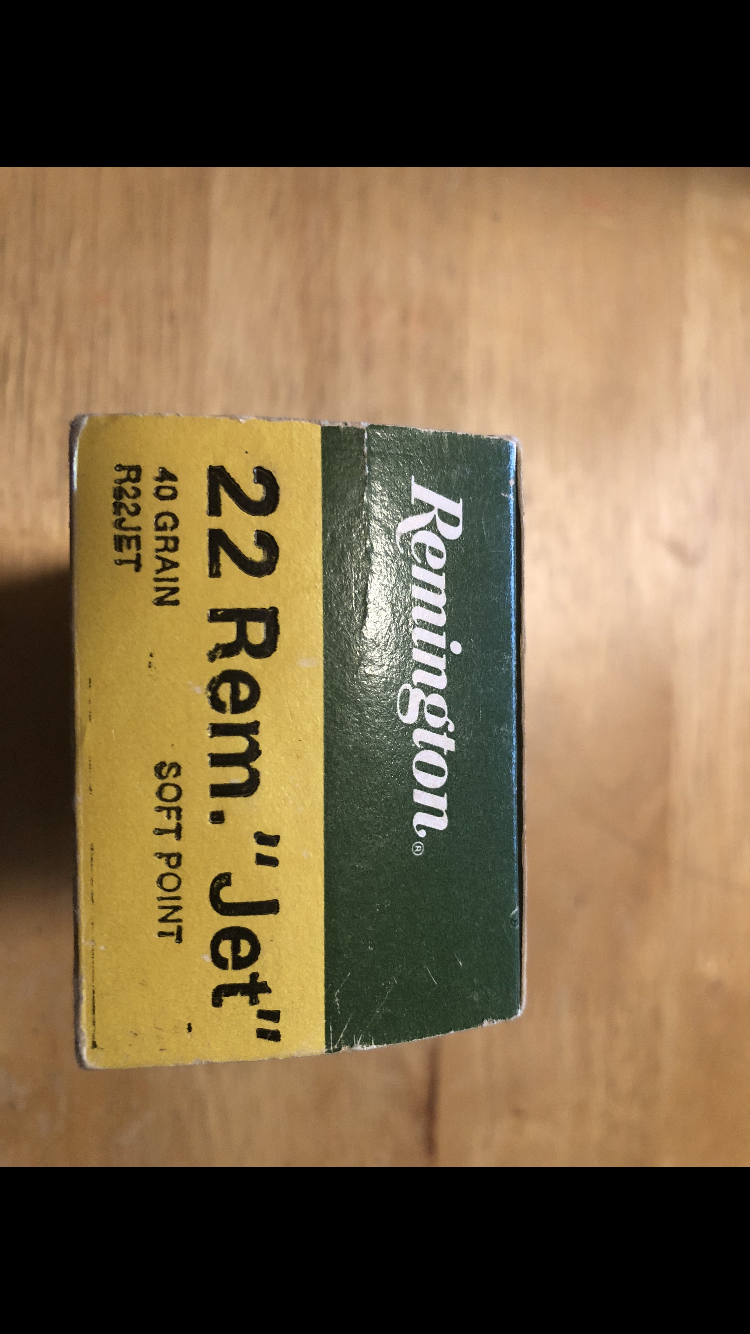 Remington®
22 Rem. "Jet"
40 GRAIN SOFT POINT
R22JET